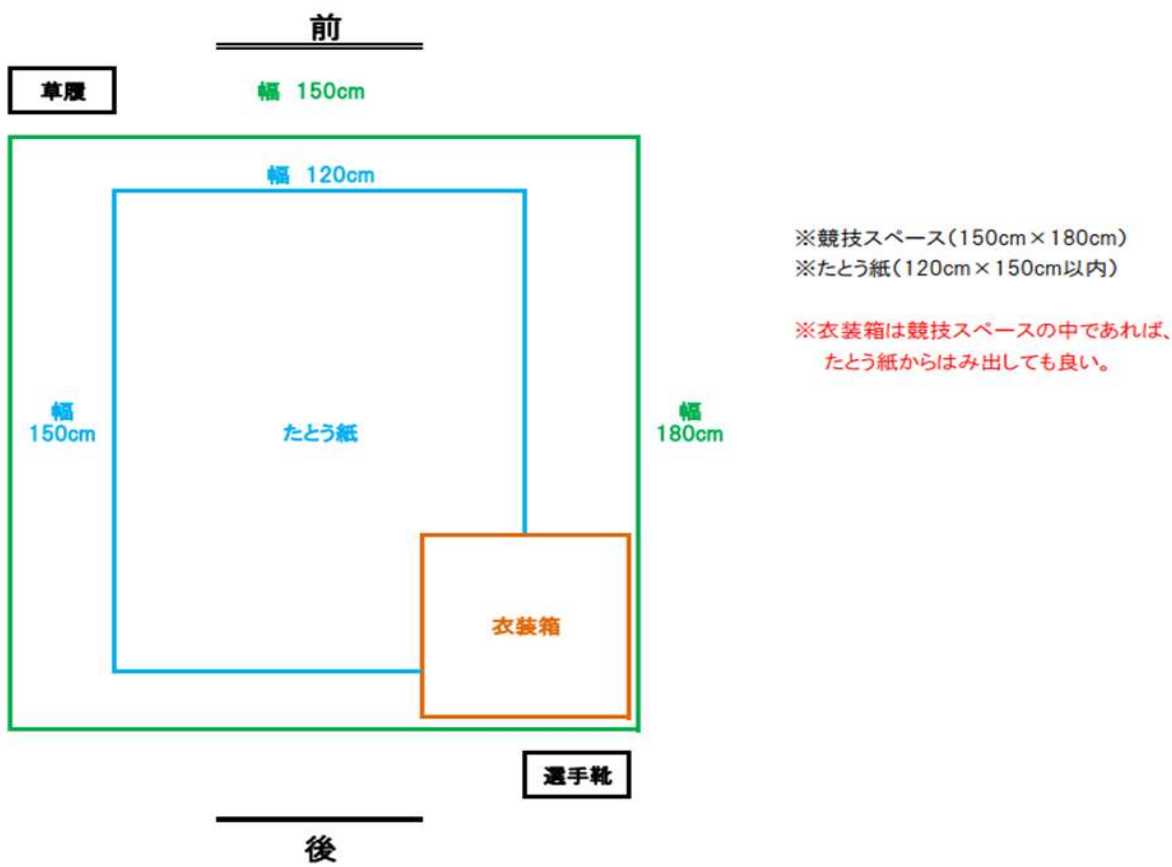 前
草履
幅 150cm
幅 120cm
※競技スペース(150cm×180cm)
※たとう紙(120cm×150cm以内)
※衣装箱は競技スペースの中であれば、
たとう紙からはみ出しても良い。
幅
150cm
たとう紙
幅
180cm
衣装箱
選手靴
後